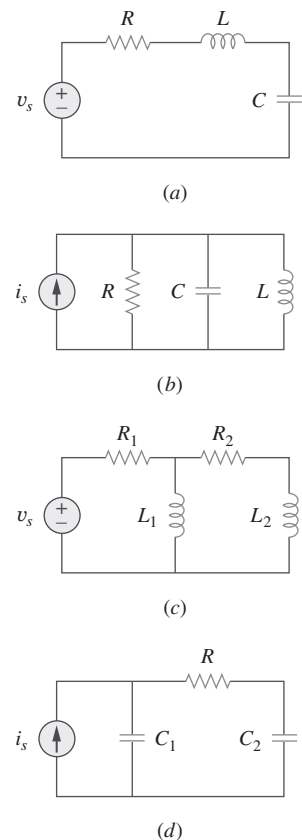 R L
v_s + − C
(a)
i_s R C L
(b)
R_1 R_2
v_s + − L_1 L_2
(c)
R
i_s C_1 C_2
(d)